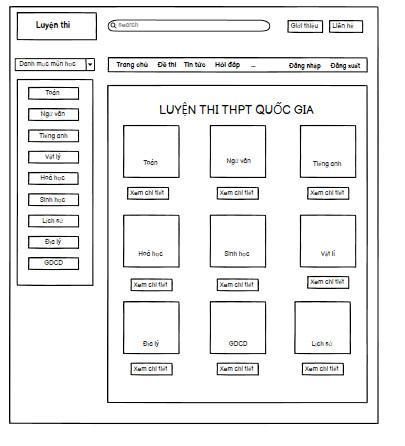 Luyện thi
Search
Giới thiệu
Liên hệ
Danh mục môn học
Trang chủ Đề thi Tin tức Hỏi đáp ... Đăng nhập Đăng xuất
Toán
Ngữ văn
Tiếng anh
Vật lý
Hoá học
Sinh học
Lịch sử
Địa lý
GDCD
LUYỆN THI THPT QUỐC GIA
Toán
Ngữ văn
Tiếng anh
Xem chi tiết
Xem chi tiết
Xem chi tiết
Hoá học
Sinh học
Vật lí
Xem chi tiết
Xem chi tiết
Xem chi tiết
Địa lý
GDCD
Lịch sử
Xem chi tiết
Xem chi tiết
Xem chi tiết